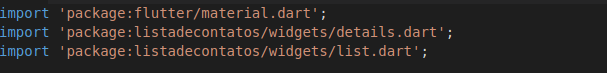 import 'package:flutter/material.dart';
import 'package:listadecontatos/widgets/details.dart';
import 'package:listadecontatos/widgets/list.dart';